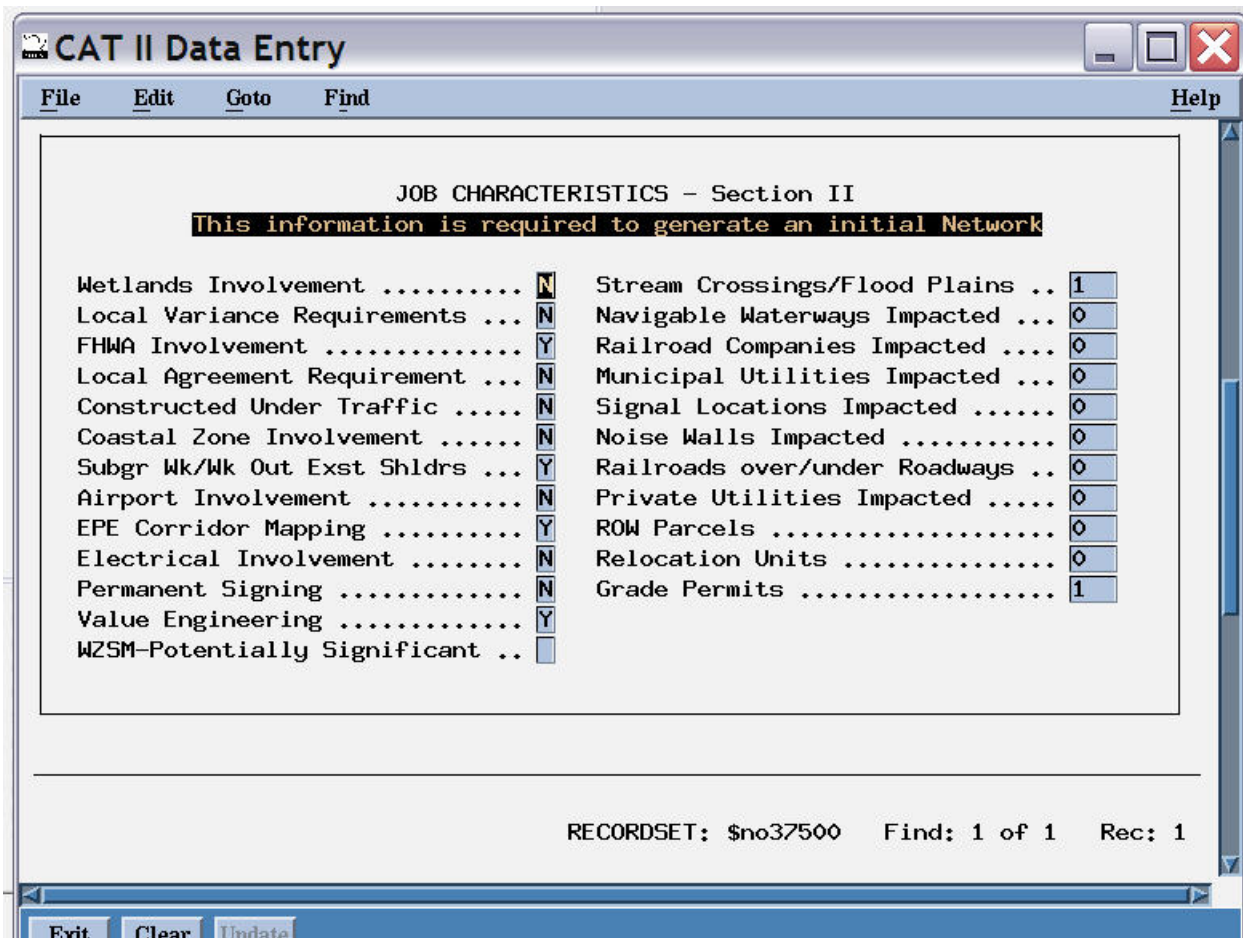 CAT II Data Entry
File Edit Goto Find Help
JOB CHARACTERISTICS - Section II
This information is required to generate an initial Network
Wetlands Involvement .......... N Stream Crossings/Flood Plains .. 1
Local Variance Requirements ... N Navigable Waterways Impacted ... 0
FHWA Involvement .............. Y Railroad Companies Impacted .... 0
Local Agreement Requirement ... N Municipal Utilities Impacted ... 0
Constructed Under Traffic ..... N Signal Locations Impacted ...... 0
Coastal Zone Involvement ...... N Noise Walls Impacted ........... 0
Subgr Wk/Wk Out Exst Shldrs ... Y Railroads over/under Roadways .. 0
Airport Involvement ........... N Private Utilities Impacted ..... 0
EPE Corridor Mapping .......... Y ROW Parcels .................... 0
Electrical Involvement ........ N Relocation Units ............... 0
Permanent Signing ............. N Grade Permits .................. 1
Value Engineering ............. Y
WZSM-Potentially Significant ..
RECORDSET: $no37500 Find: 1 of 1 Rec: 1
Exit Clear Update